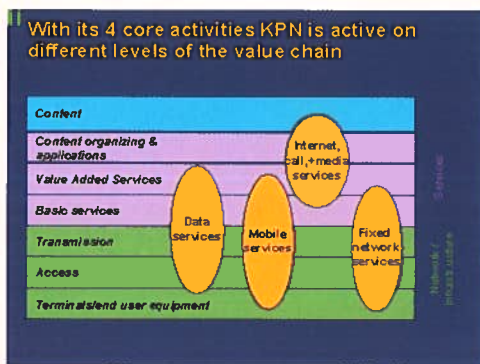 With its 4 core activities KPN is active on
different levels of the value chain
Content
Content organizing &
applications
Value Added Services
Basic services
Transmission
Access
Terminals/end user equipment
Internet,
call,+media
services
Data
services
Mobile
services
Fixed
network
services
Services
Network /
infrastructure